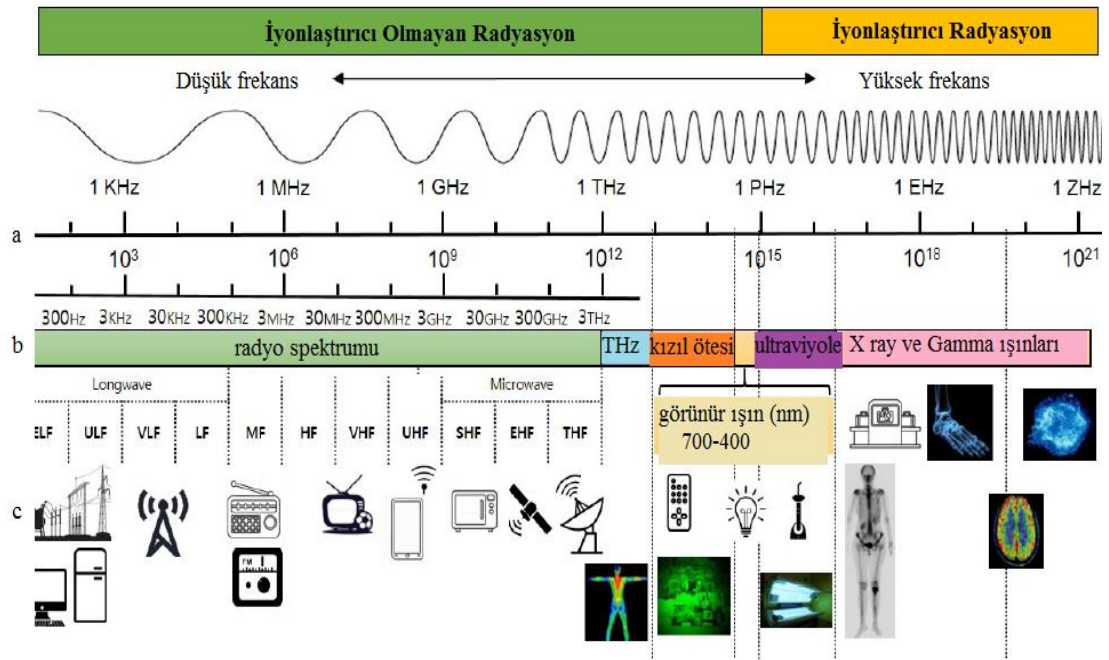 İyonlaştırıcı Olmayan Radyasyon İyonlaştırıcı Radyasyon
Düşük frekans Yüksek frekans
1 KHz 1 MHz 1 GHz 1 THz 1 PHz 1 EHz 1 ZHz
a
10³ 10⁶ 10⁹ 10¹² 10¹⁵ 10¹⁸ 10²¹
300Hz 3KHz 30KHz 300KHz 3MHz 30MHz 300MHz 3GHz 30GHz 300GHz 3THz
b radyo spektrumu THz kızıl ötesi ultraviyole X ray ve Gamma ışınları
Longwave Microwave
görünür ışın (nm)
700-400
ELF ULF VLF LF MF HF VHF UHF SHF EHF THF
c
FM